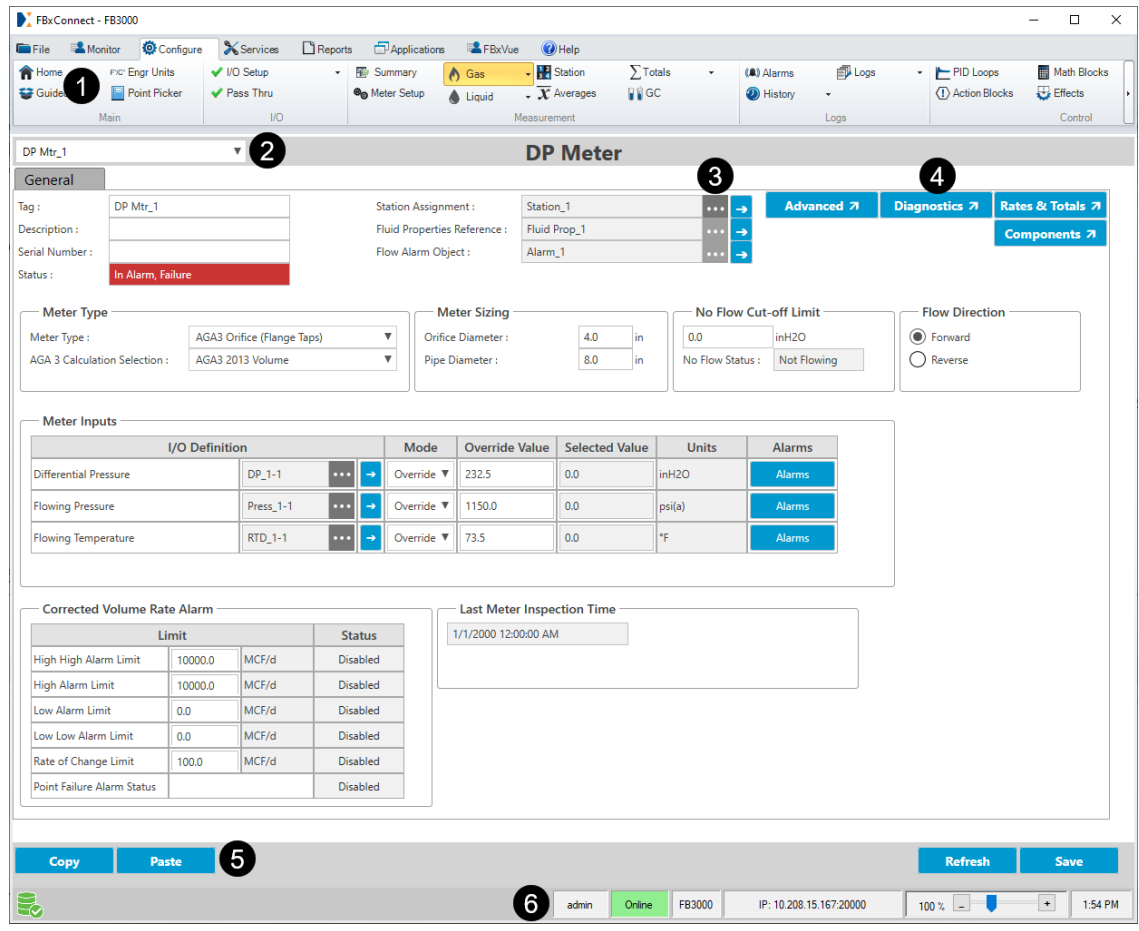 FBxConnect - FB3000
File Monitor Configure Services Reports Applications FBxVue Help
Home Engr Units I/O Setup Summary Gas Station Totals Alarms Logs PID Loops Math Blocks
1
Guide Point Picker Pass Thru Meter Setup Liquid Averages GC History Action Blocks Effects
Main I/O Measurement Logs Control
DP Mtr_1 2 DP Meter
General 3 4
Tag : DP Mtr_1 Station Assignment : Station_1 ... Advanced Diagnostics Rates & Totals
Description : Fluid Properties Reference : Fluid Prop_1 ... Components
Serial Number : Flow Alarm Object : Alarm_1 ...
Status : In Alarm, Failure
Meter Type Meter Sizing No Flow Cut-off Limit Flow Direction
Meter Type : AGA3 Orifice (Flange Taps) Orifice Diameter : 4.0 in 0.0 inH2O Forward
AGA 3 Calculation Selection : AGA3 2013 Volume Pipe Diameter : 8.0 in No Flow Status : Not Flowing Reverse
Meter Inputs
I/O Definition Mode Override Value Selected Value Units Alarms
Differential Pressure DP_1-1 ... Override 232.5 0.0 inH2O Alarms
Flowing Pressure Press_1-1 ... Override 1150.0 0.0 psi(a) Alarms
Flowing Temperature RTD_1-1 ... Override 73.5 0.0 °F Alarms
Corrected Volume Rate Alarm Last Meter Inspection Time
Limit Status 1/1/2000 12:00:00 AM
High High Alarm Limit 10000.0 MCF/d Disabled
High Alarm Limit 10000.0 MCF/d Disabled
Low Alarm Limit 0.0 MCF/d Disabled
Low Low Alarm Limit 0.0 MCF/d Disabled
Rate of Change Limit 100.0 MCF/d Disabled
Point Failure Alarm Status Disabled
Copy Paste 5 Refresh Save
6 admin Online FB3000 IP: 10.208.15.167:20000 100 % - + 1:54 PM